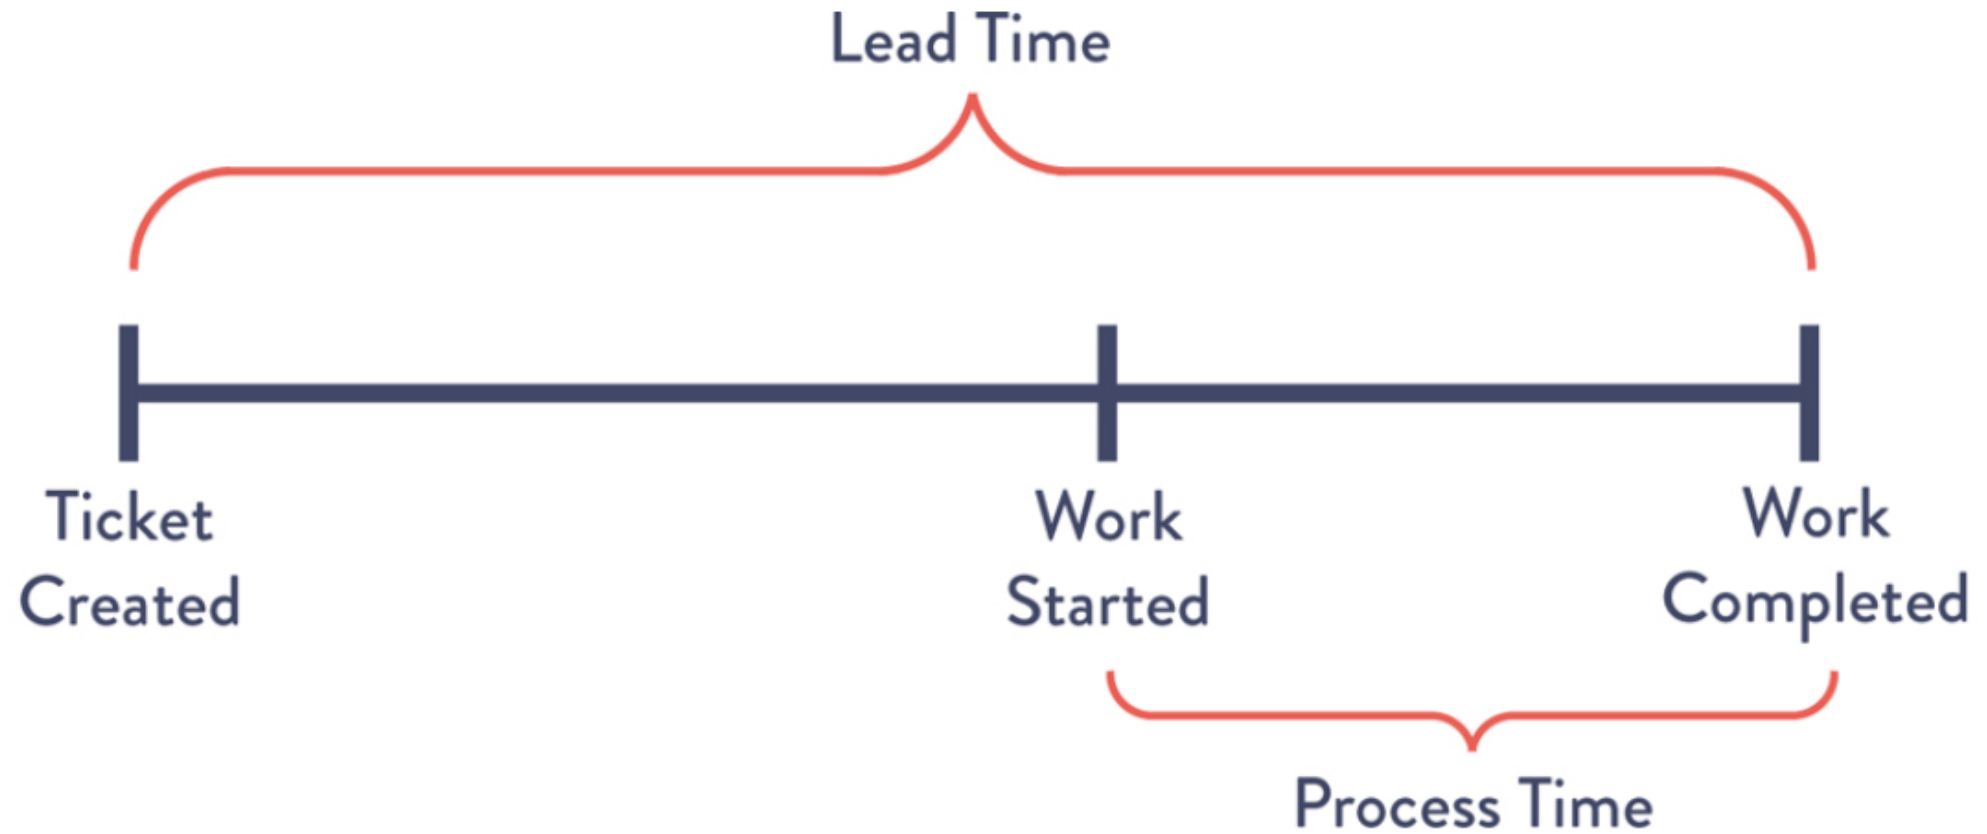 Lead Time
Ticket
Created
Work
Started
Work
Completed
Process Time